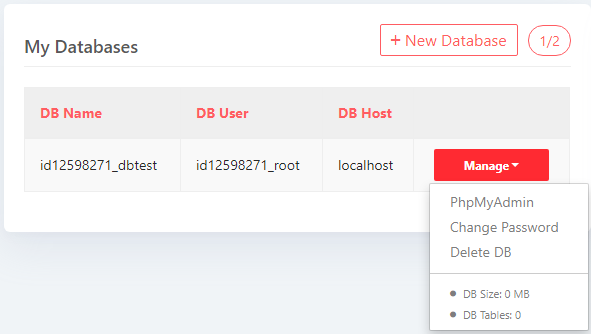 My Databases + New Database 1/2
DB Name DB User DB Host
id12598271_dbtest id12598271_root localhost Manage
PhpMyAdmin
Change Password
Delete DB
DB Size: 0 MB
DB Tables: 0